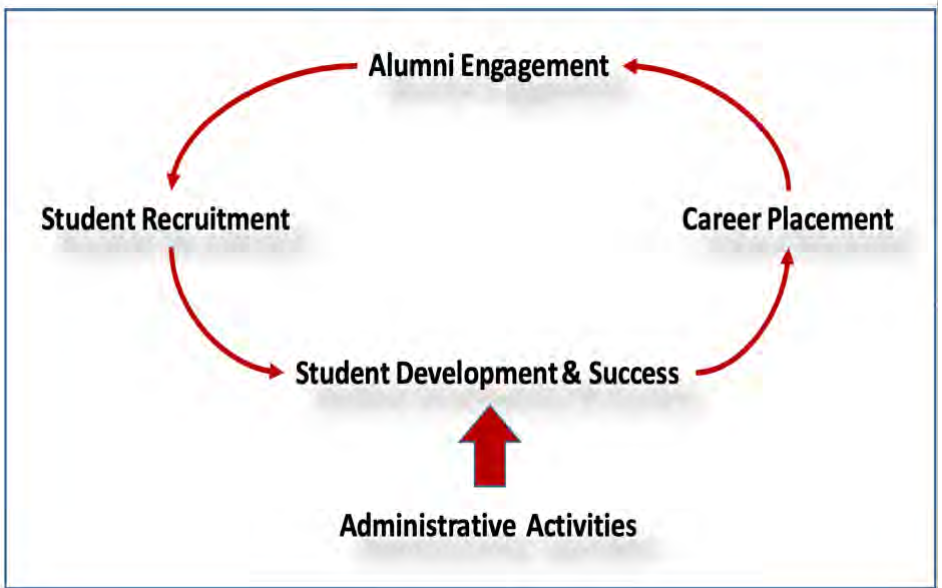 Alumni Engagement
Student Recruitment
Career Placement
Student Development & Success
Administrative Activities